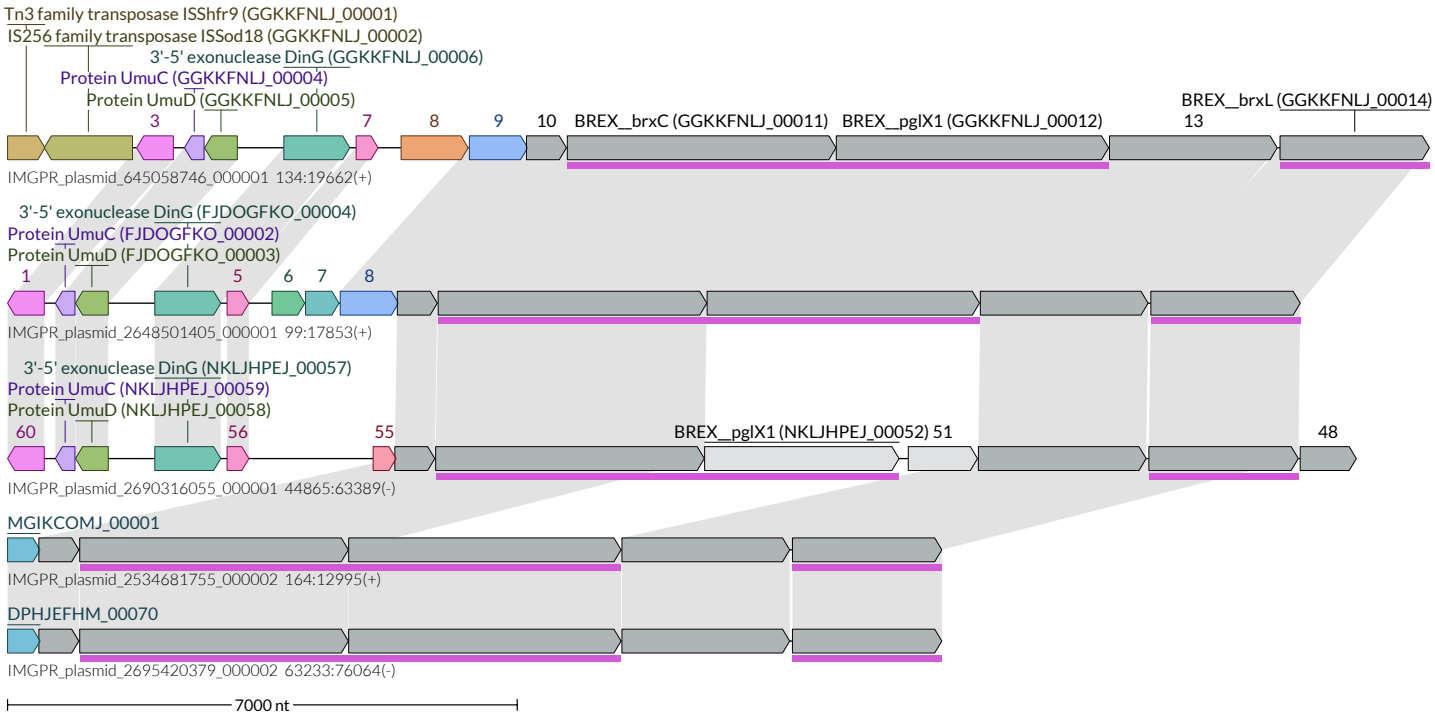 Tn3 family transposase ISShfr9 (GGKKFNLJ_00001)
IS256 family transposase ISSod18 (GGKKFNLJ_00002)
3'-5' exonuclease DinG (GGKKFNLJ_00006)
Protein UmuC (GGKKFNLJ_00004)
Protein UmuD (GGKKFNLJ_00005)
BREX__brxL (GGKKFNLJ_00014)
3 7 8 9 10 BREX__brxC (GGKKFNLJ_00011) BREX__pglX1 (GGKKFNLJ_00012) 13
IMGPR_plasmid_645058746_000001 134:19662(+)
3'-5' exonuclease DinG (FJDOGFKO_00004)
Protein UmuC (FJDOGFKO_00002)
Protein UmuD (FJDOGFKO_00003)
1 5 6 7 8
IMGPR_plasmid_2648501405_000001 99:17853(+)
3'-5' exonuclease DinG (NKLJHPEJ_00057)
Protein UmuC (NKLJHPEJ_00059)
Protein UmuD (NKLJHPEJ_00058)
60 56 55 BREX__pglX1 (NKLJHPEJ_00052) 51 48
IMGPR_plasmid_2690316055_000001 44865:63389(-)
MGIKCOMJ_00001
IMGPR_plasmid_2534681755_000002 164:12995(+)
DPHJEFHM_00070
IMGPR_plasmid_2695420379_000002 63233:76064(-)
7000 nt